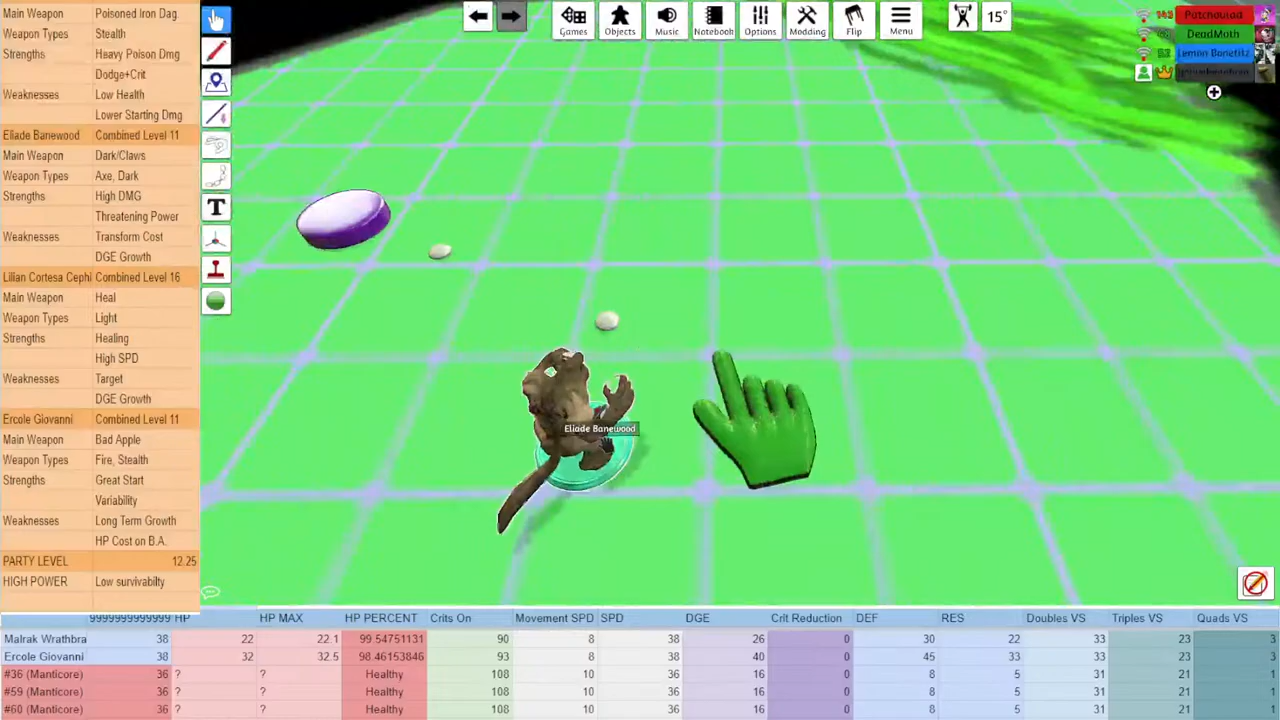 Main Weapon Poisoned Iron Dag.
Weapon Types Stealth
Strengths Heavy Poison Dmg
Dodge+Crit
Weaknesses Low Health
Lower Starting Dmg
Eliade Banewood Combined Level 11
Main Weapon Dark/Claws
Weapon Types Axe, Dark
Strengths High DMG
Threatening Power
Weaknesses Transform Cost
DGE Growth
Lilian Cortesa Cephi Combined Level 16
Main Weapon Heal
Weapon Types Light
Strengths Healing
High SPD
Weaknesses Target
DGE Growth
Ercole Giovanni Combined Level 11
Main Weapon Bad Apple
Weapon Types Fire, Stealth
Strengths Great Start
Variability
Weaknesses Long Term Growth
HP Cost on B.A.
PARTY LEVEL 12.25
HIGH POWER Low survivabilty
Games Objects Music Notebook Options Modding Flip Menu 15°
T
143 Patchouiad
DeadMoth
52 Lemon Bonetitz
Eliade Banewood
9999999999999 HP HP MAX HP PERCENT Crits On Movement SPD SPD DGE Crit Reduction DEF RES Doubles VS Triples VS Quads VS
Malrak Wrathbra 38 22 22.1 99.54751131 90 8 38 26 0 30 22 33 23 3
Ercole Giovanni 38 32 32.5 98.46153846 93 8 38 40 0 45 33 33 23 3
#36 (Manticore) 36 ? ? Healthy 108 10 36 16 0 8 5 31 21 1
#59 (Manticore) 36 ? ? Healthy 108 10 36 16 0 8 5 31 21 1
#60 (Manticore) 36 ? ? Healthy 108 10 36 16 0 8 5 31 21 1